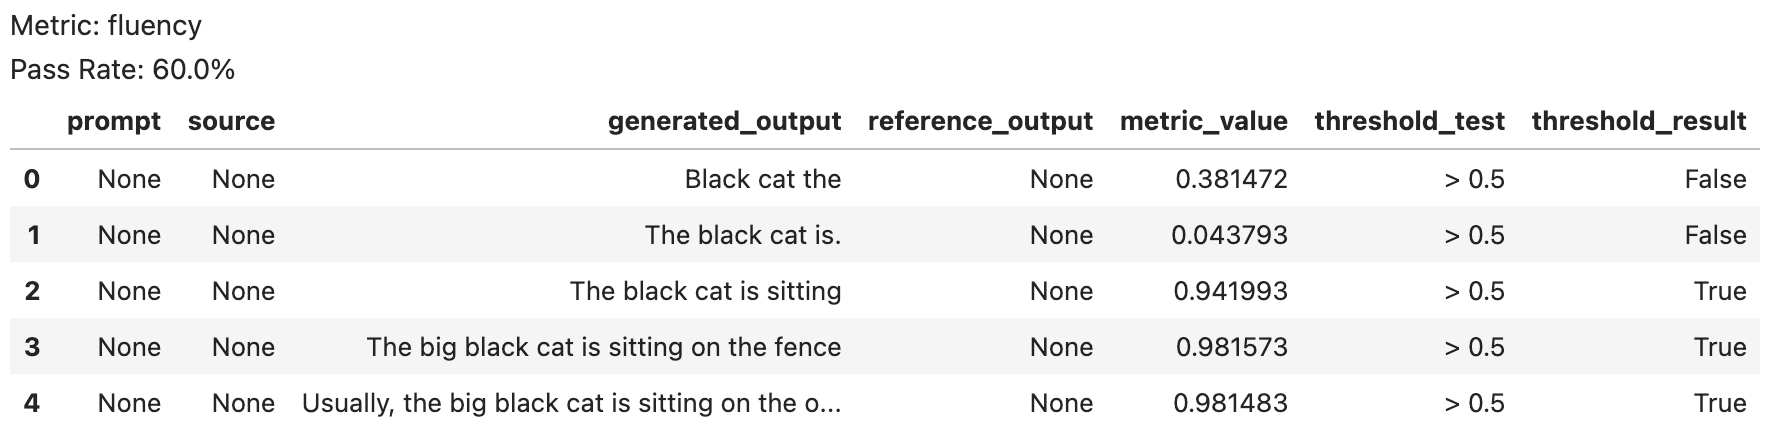 Metric: fluency
Pass Rate: 60.0%
prompt source generated_output reference_output metric_value threshold_test threshold_result
0 None None Black cat the None 0.381472 > 0.5 False
1 None None The black cat is. None 0.043793 > 0.5 False
2 None None The black cat is sitting None 0.941993 > 0.5 True
3 None None The big black cat is sitting on the fence None 0.981573 > 0.5 True
4 None None Usually, the big black cat is sitting on the o... None 0.981483 > 0.5 True